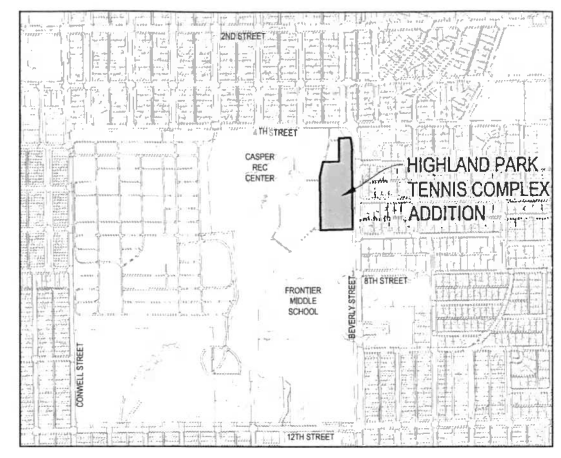 2ND STREET
4TH STREET
CASPER
REC
CENTER
HIGHLAND PARK
TENNIS COMPLEX
ADDITION
8TH STREET
FRONTIER
MIDDLE
SCHOOL
BEVERLY STREET
CONWELL STREET
12TH STREET